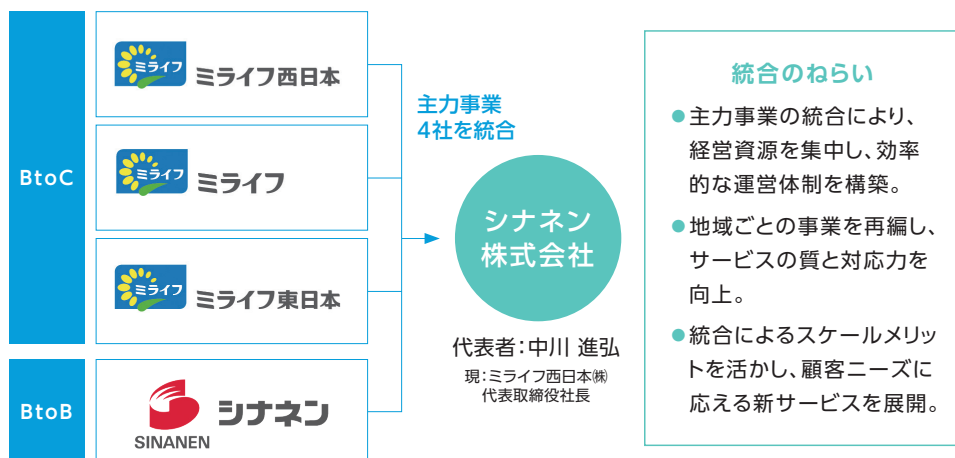 BtoC
ミライフ ミライフ西日本
ミライフ ミライフ
ミライフ ミライフ東日本
BtoB
SINANEN シナネン
主力事業
4社を統合
シナネン
株式会社
代表者：中川 進弘
現：ミライフ西日本㈱
代表取締役社長
統合のねらい
●主力事業の統合により、
経営資源を集中し、効率
的な運営体制を構築。
●地域ごとの事業を再編し、
サービスの質と対応力を
向上。
●統合によるスケールメリッ
トを活かし、顧客ニーズに
応える新サービスを展開。